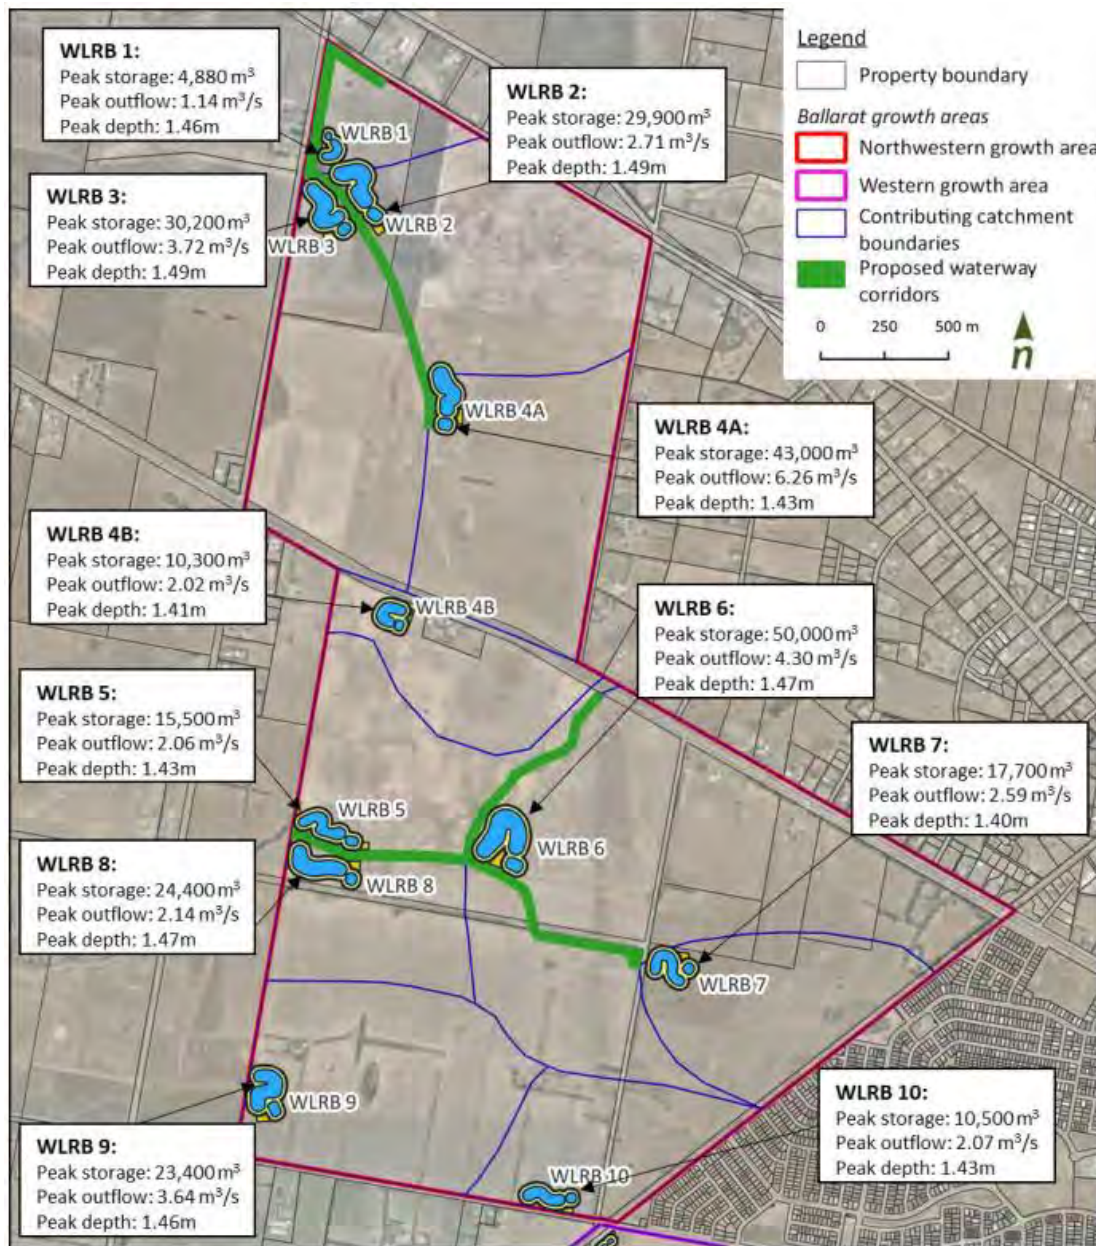 WLRB 1:
Peak storage: 4,880 m³
Peak outflow: 1.14 m³/s
Peak depth: 1.46m
WLRB 2:
Peak storage: 29,900 m³
Peak outflow: 2.71 m³/s
Peak depth: 1.49m
Legend
Property boundary
Ballarat growth areas
Northwestern growth area
Western growth area
Contributing catchment
boundaries
Proposed waterway
corridors
0 250 500 m
n
WLRB 1
WLRB 3:
Peak storage: 30,200 m³
Peak outflow: 3.72 m³/s
Peak depth: 1.49m
WLRB 2
WLRB 3
WLRB 4A
WLRB 4A:
Peak storage: 43,000 m³
Peak outflow: 6.26 m³/s
Peak depth: 1.43m
WLRB 4B:
Peak storage: 10,300 m³
Peak outflow: 2.02 m³/s
Peak depth: 1.41m
WLRB 4B
WLRB 6:
Peak storage: 50,000 m³
Peak outflow: 4.30 m³/s
Peak depth: 1.47m
WLRB 5:
Peak storage: 15,500 m³
Peak outflow: 2.06 m³/s
Peak depth: 1.43m
WLRB 7:
Peak storage: 17,700 m³
Peak outflow: 2.59 m³/s
Peak depth: 1.40m
WLRB 5
WLRB 6
WLRB 8:
Peak storage: 24,400 m³
Peak outflow: 2.14 m³/s
Peak depth: 1.47m
WLRB 8
WLRB 7
WLRB 9
WLRB 10:
Peak storage: 10,500 m³
Peak outflow: 2.07 m³/s
Peak depth: 1.43m
WLRB 9:
Peak storage: 23,400 m³
Peak outflow: 3.64 m³/s
Peak depth: 1.46m
WLRB 10